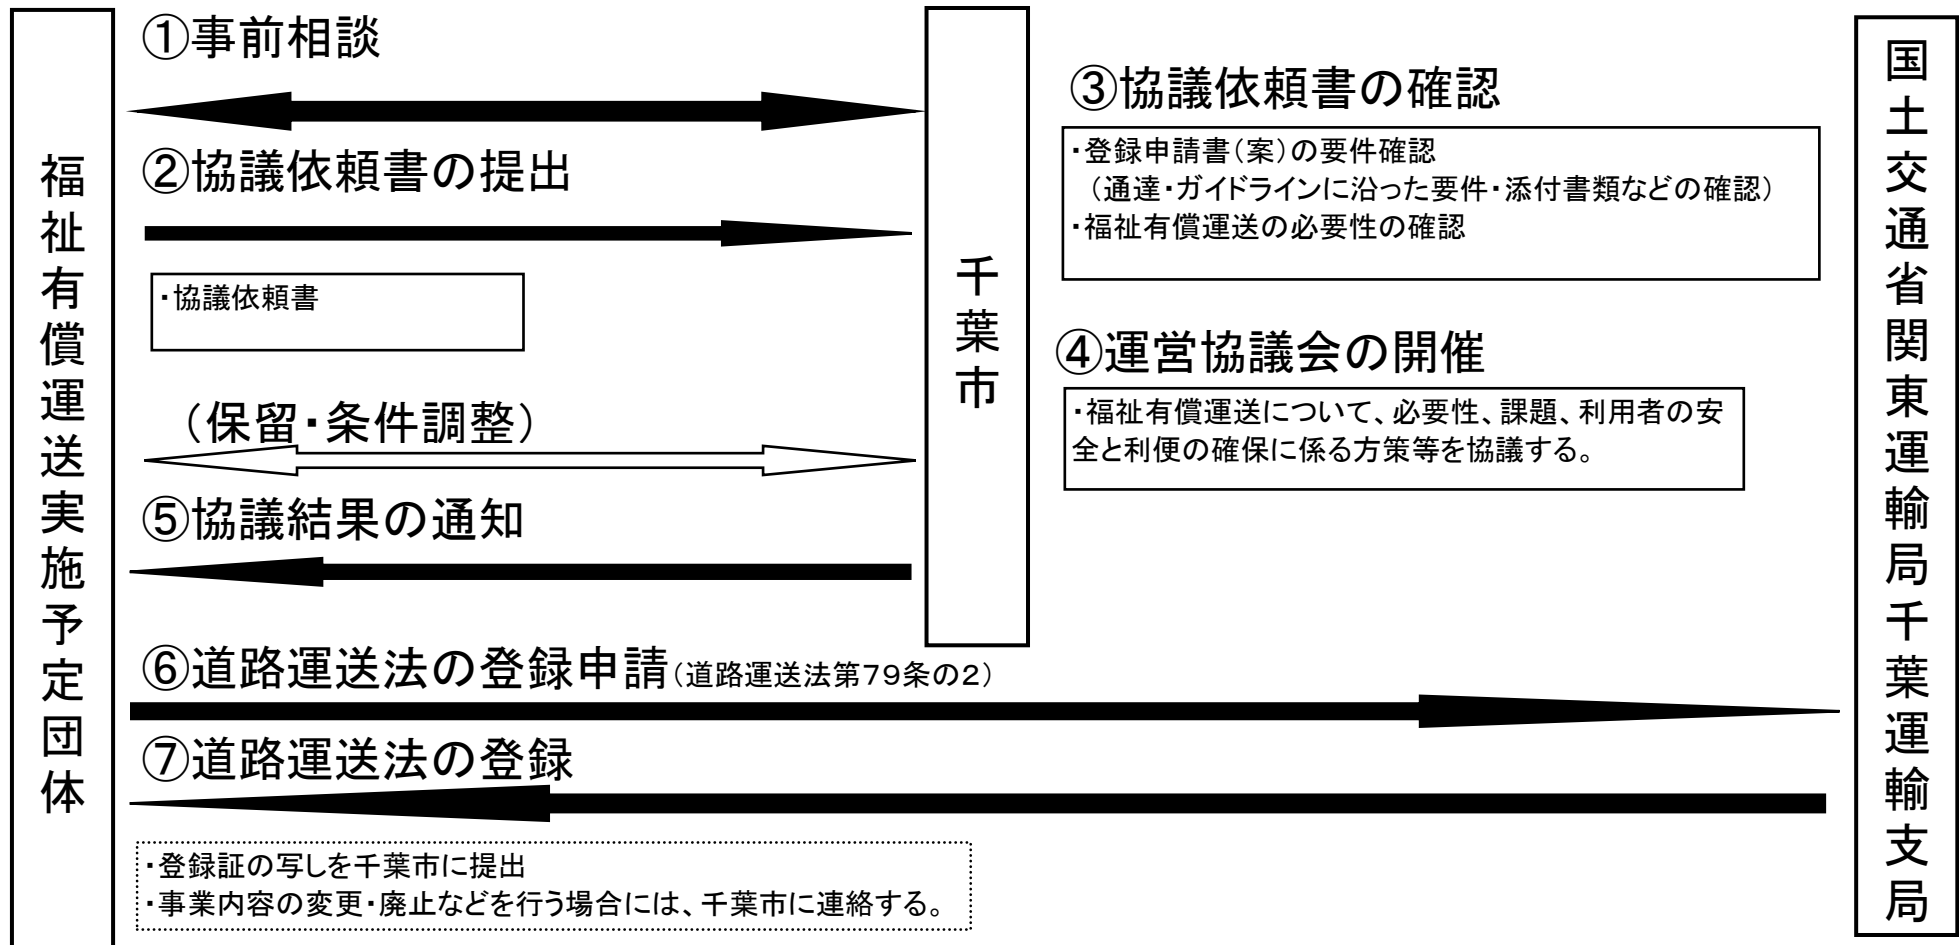 福祉有償運送実施予定団体
①事前相談
②協議依頼書の提出
・協議依頼書
（保留・条件調整）
⑤協議結果の通知
千葉市
③協議依頼書の確認
・登録申請書（案）の要件確認
（通達・ガイドラインに沿った要件・添付書類などの確認）
・福祉有償運送の必要性の確認
④運営協議会の開催
・福祉有償運送について、必要性、課題、利用者の安
全と利便の確保に係る方策等を協議する。
⑥道路運送法の登録申請（道路運送法第７９条の２）
⑦道路運送法の登録
・登録証の写しを千葉市に提出
・事業内容の変更・廃止などを行う場合には、千葉市に連絡する。
国土交通省関東運輸局千葉運輸支局